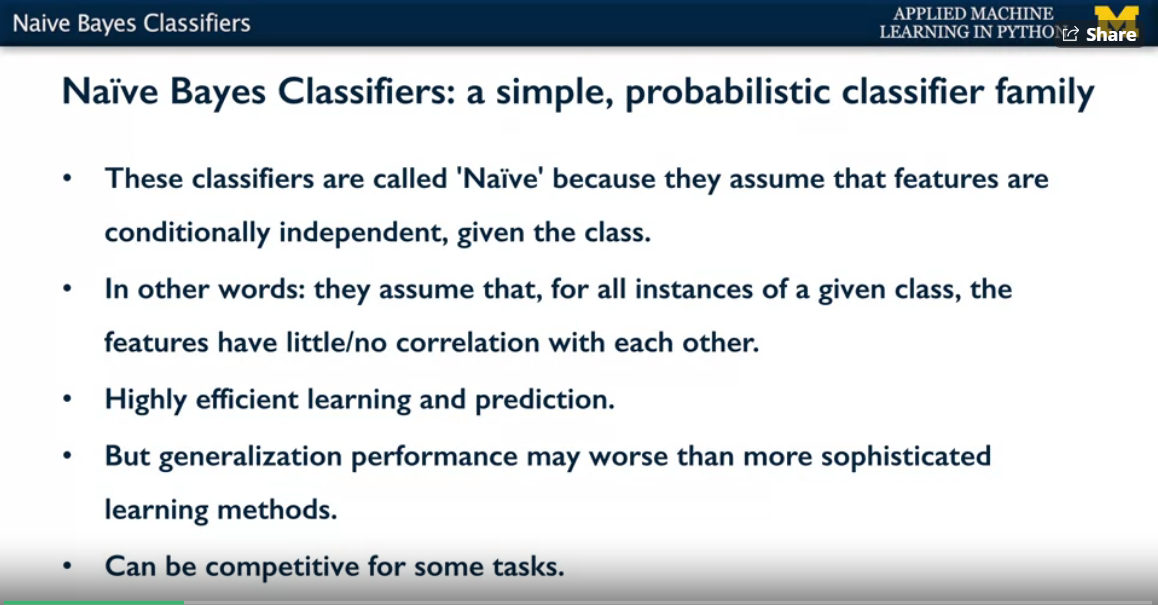 Naive Bayes Classifiers
APPLIED MACHINE
LEARNING IN PYTHON
Share
Naïve Bayes Classifiers: a simple, probabilistic classifier family
• These classifiers are called 'Naïve' because they assume that features are
conditionally independent, given the class.
• In other words: they assume that, for all instances of a given class, the
features have little/no correlation with each other.
• Highly efficient learning and prediction.
• But generalization performance may worse than more sophisticated
learning methods.
• Can be competitive for some tasks.